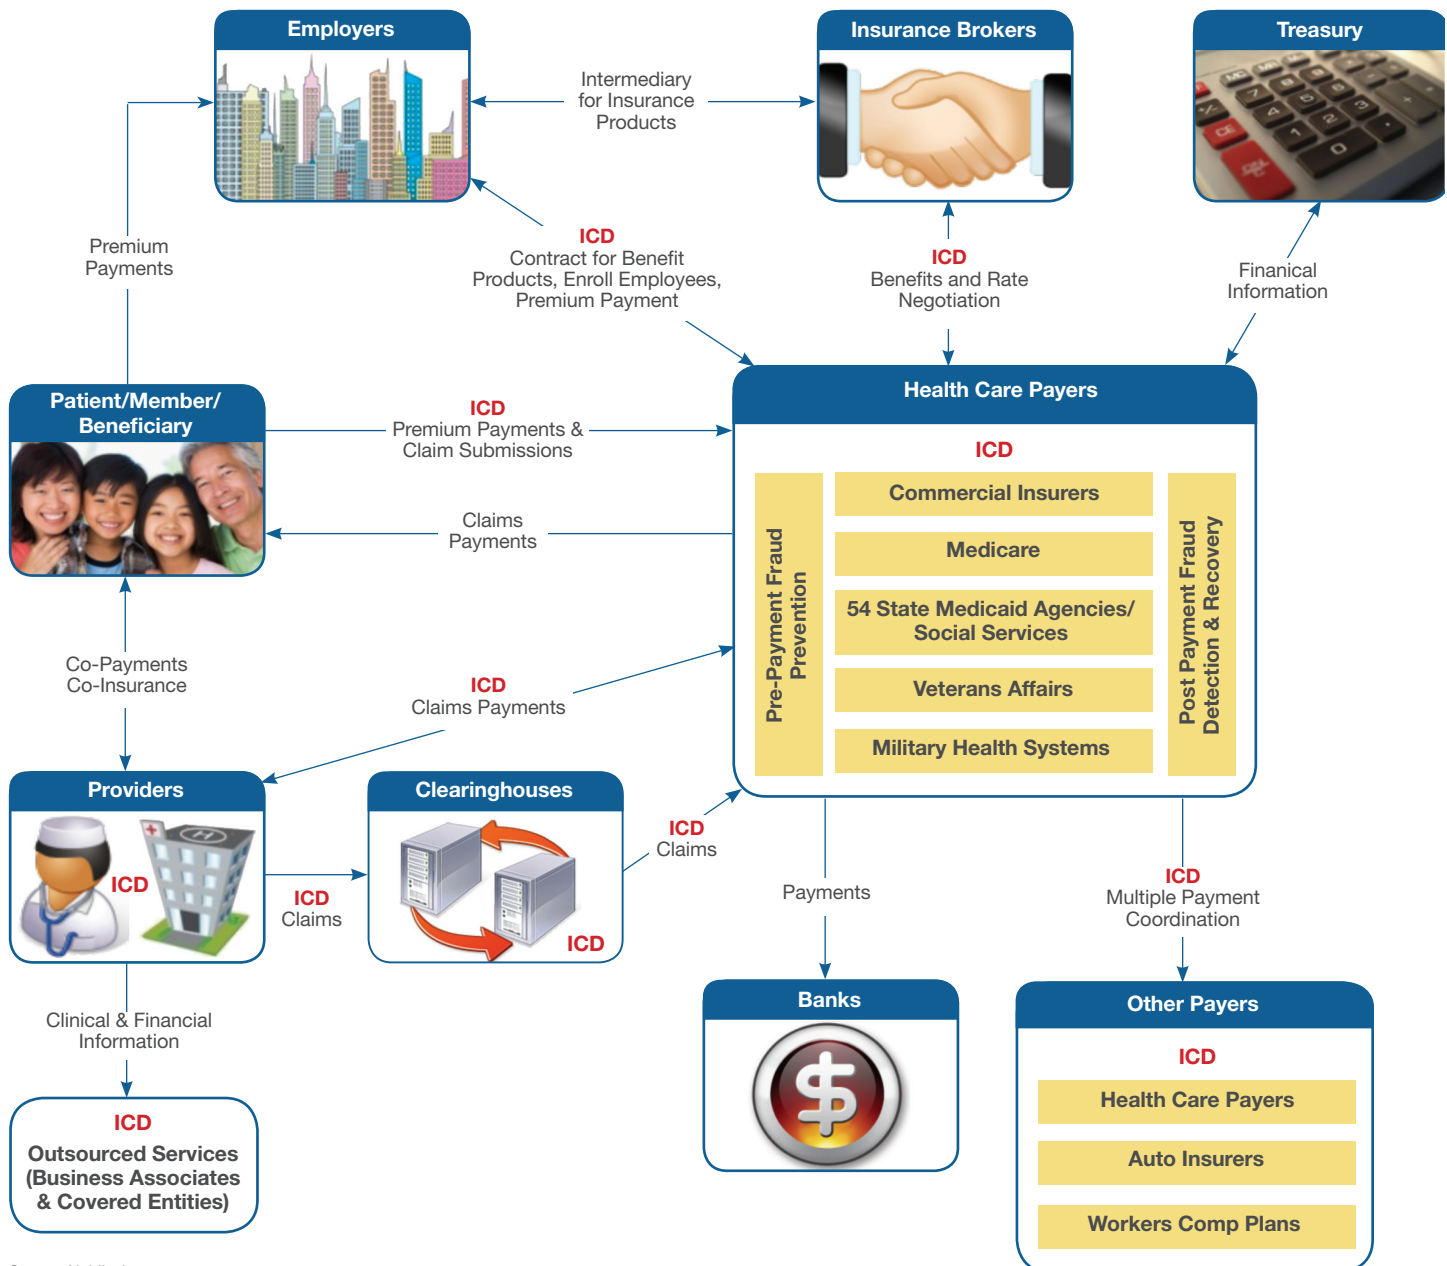 Employers
Insurance Brokers
Treasury
Intermediary
for Insurance
Products
Premium
Payments
ICD
Contract for Benefit
Products, Enroll Employees,
Premium Payment
ICD
Benefits and Rate
Negotiation
Finanical
Information
Patient/Member/
Beneficiary
ICD
Premium Payments &
Claim Submissions
Claims
Payments
Health Care Payers
ICD
Pre-Payment Fraud
Prevention
Commercial Insurers
Medicare
54 State Medicaid Agencies/
Social Services
Veterans Affairs
Military Health Systems
Post Payment Fraud
Detection & Recovery
Co-Payments
Co-Insurance
ICD
Claims Payments
Providers
ICD
ICD
Claims
Clearinghouses
ICD
ICD
Claims
Payments
ICD
Multiple Payment
Coordination
Clinical & Financial
Information
ICD
Outsourced Services
(Business Associates
& Covered Entities)
Banks
$
Other Payers
ICD
Health Care Payers
Auto Insurers
Workers Comp Plans